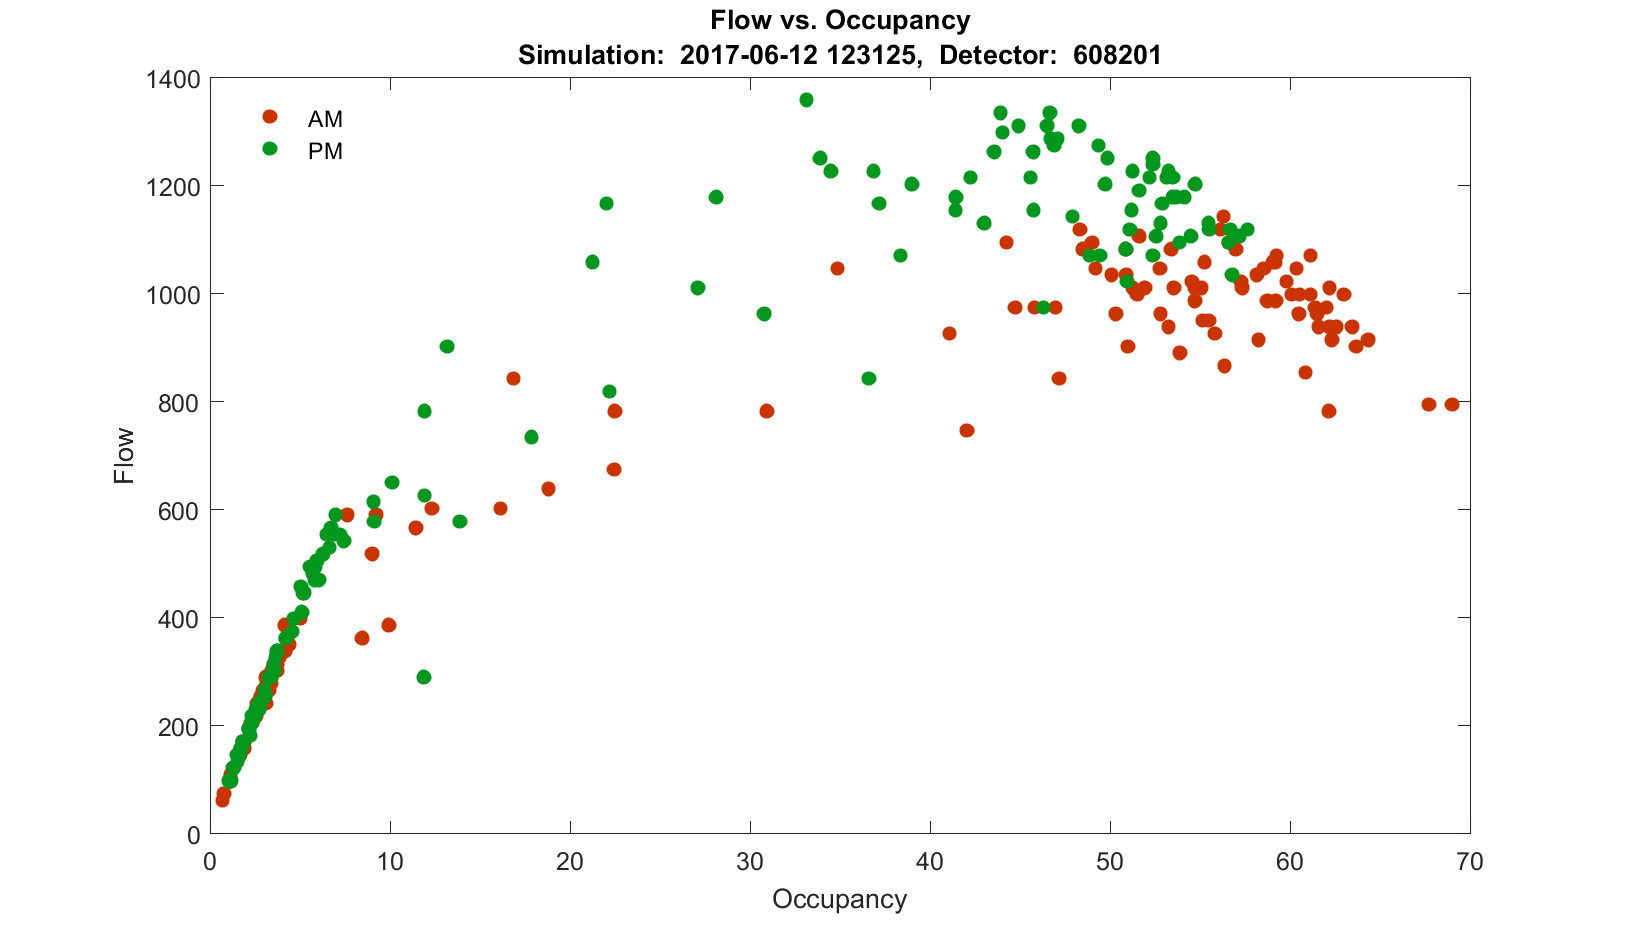 Flow vs. Occupancy
Simulation:  2017-06-12 123125,  Detector:  608201
1400
1200
1000
800
600
400
200
0
Flow
AM
PM
0 10 20 30 40 50 60 70
Occupancy